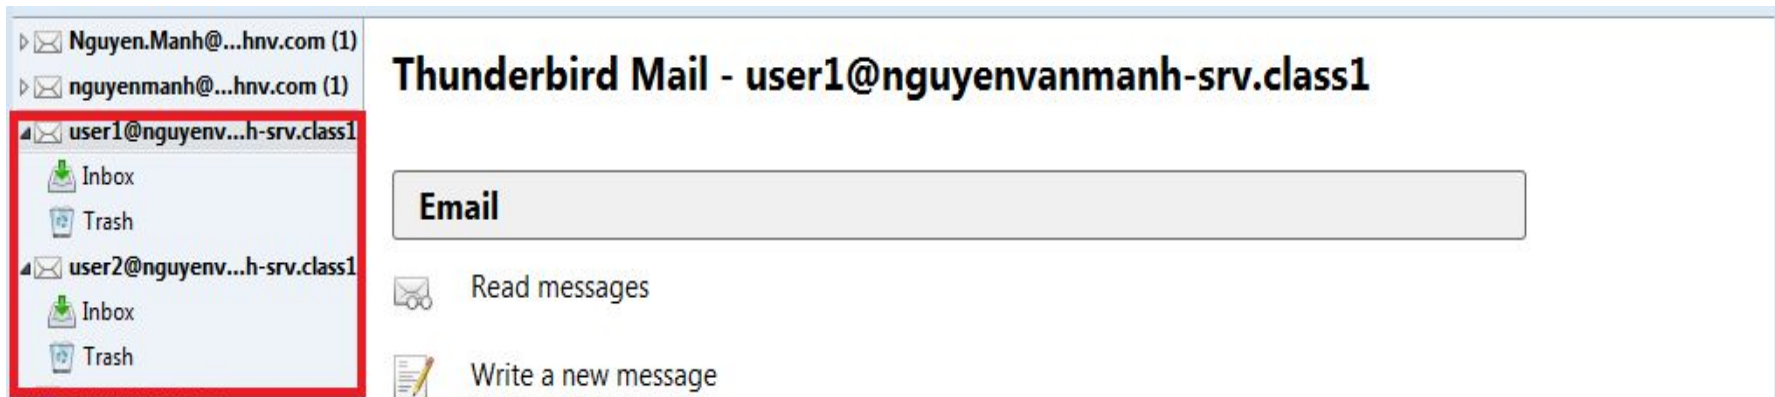 Nguyen.Manh@...hnv.com (1)
nguyenmanh@...hnv.com (1)
user1@nguyenv...h-srv.class1
Inbox
Trash
user2@nguyenv...h-srv.class1
Inbox
Trash
Thunderbird Mail - user1@nguyenvanmanh-srv.class1
Email
Read messages
Write a new message